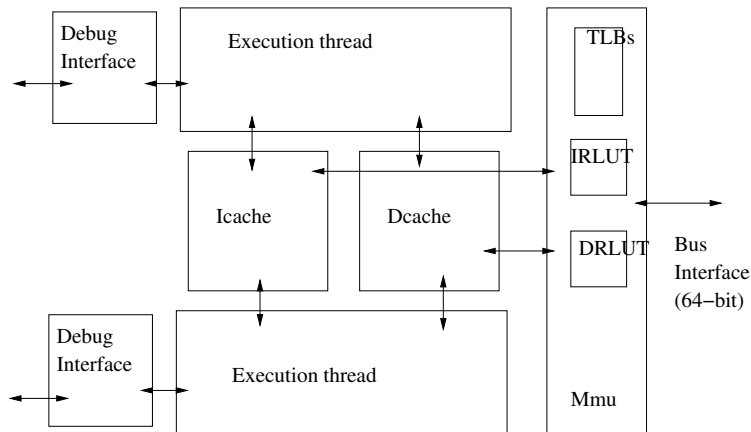 Debug
Interface
Execution thread
TLBs
IRLUT
Icache
Dcache
DRLUT
Bus
Interface
(64−bit)
Debug
Interface
Execution thread
Mmu